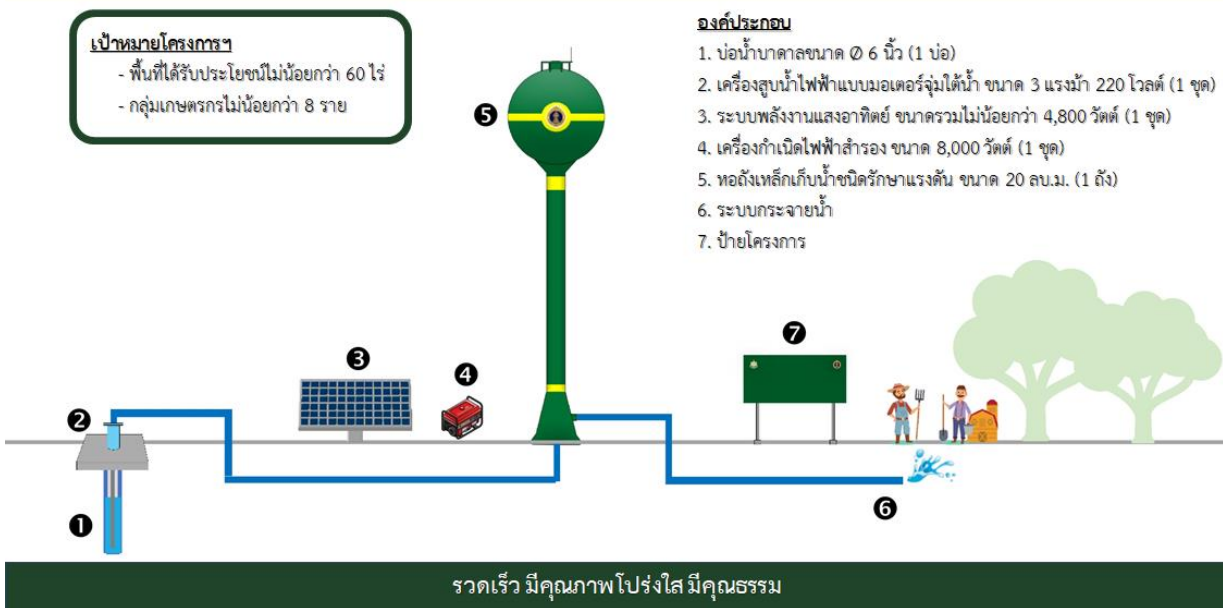 เป้าหมายโครงการฯ
- พื้นที่ได้รับประโยชน์ไม่น้อยกว่า 60 ไร่
- กลุ่มเกษตรกรไม่น้อยกว่า 8 ราย
องค์ประกอบ
1. บ่อน้ำบาดาลขนาด Ø 6 นิ้ว (1 บ่อ)
2. เครื่องสูบน้ำไฟฟ้าแบบมอเตอร์จุ่มใต้น้ำ ขนาด 3 แรงม้า 220 โวลต์ (1 ชุด)
3. ระบบพลังงานแสงอาทิตย์ ขนาดรวมไม่น้อยกว่า 4,800 วัตต์ (1 ชุด)
4. เครื่องกำเนิดไฟฟ้าสำรอง ขนาด 8,000 วัตต์ (1 ชุด)
5. หอถังเหล็กเก็บน้ำชนิดรักษาแรงดัน ขนาด 20 ลบ.ม. (1 ถัง)
6. ระบบกระจายน้ำ
7. ป้ายโครงการ
5
7
3
4
2
6
1
รวดเร็ว มีคุณภาพโปร่งใส มีคุณธรรม